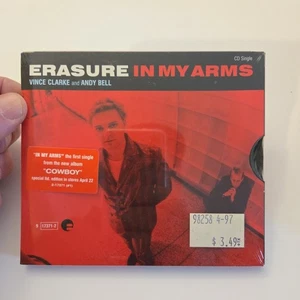 CD Single
ERASURE IN MY ARMS
VINCE CLARKE and ANDY BELL
"IN MY ARMS" the first single
from the new album
"COWBOY"
special ltd. edition in stores April 22
98258 4-97
$ 3.49